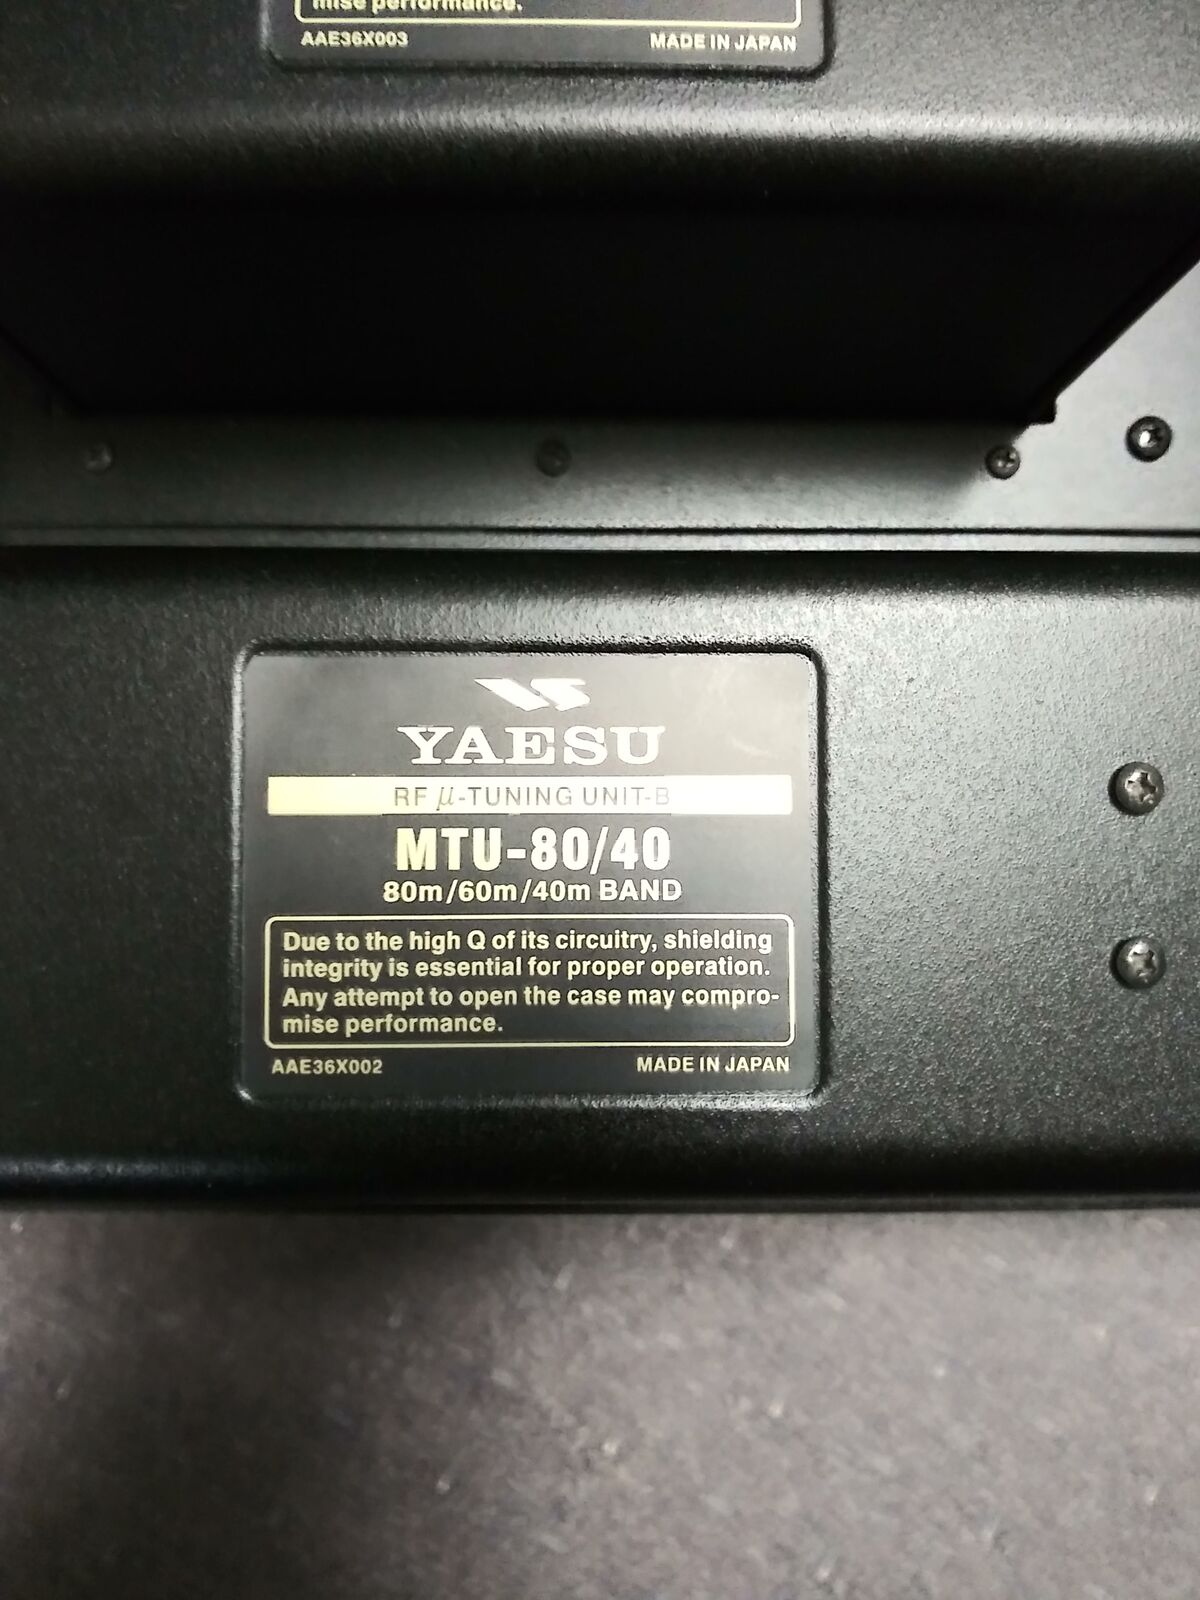 mise performance.
AAE36X003 MADE IN JAPAN
YAESU
RF μ-TUNING UNIT-B
MTU-80/40
80m/60m/40m BAND
Due to the high Q of its circuitry, shielding
integrity is essential for proper operation.
Any attempt to open the case may compro-
mise performance.
AAE36X002 MADE IN JAPAN